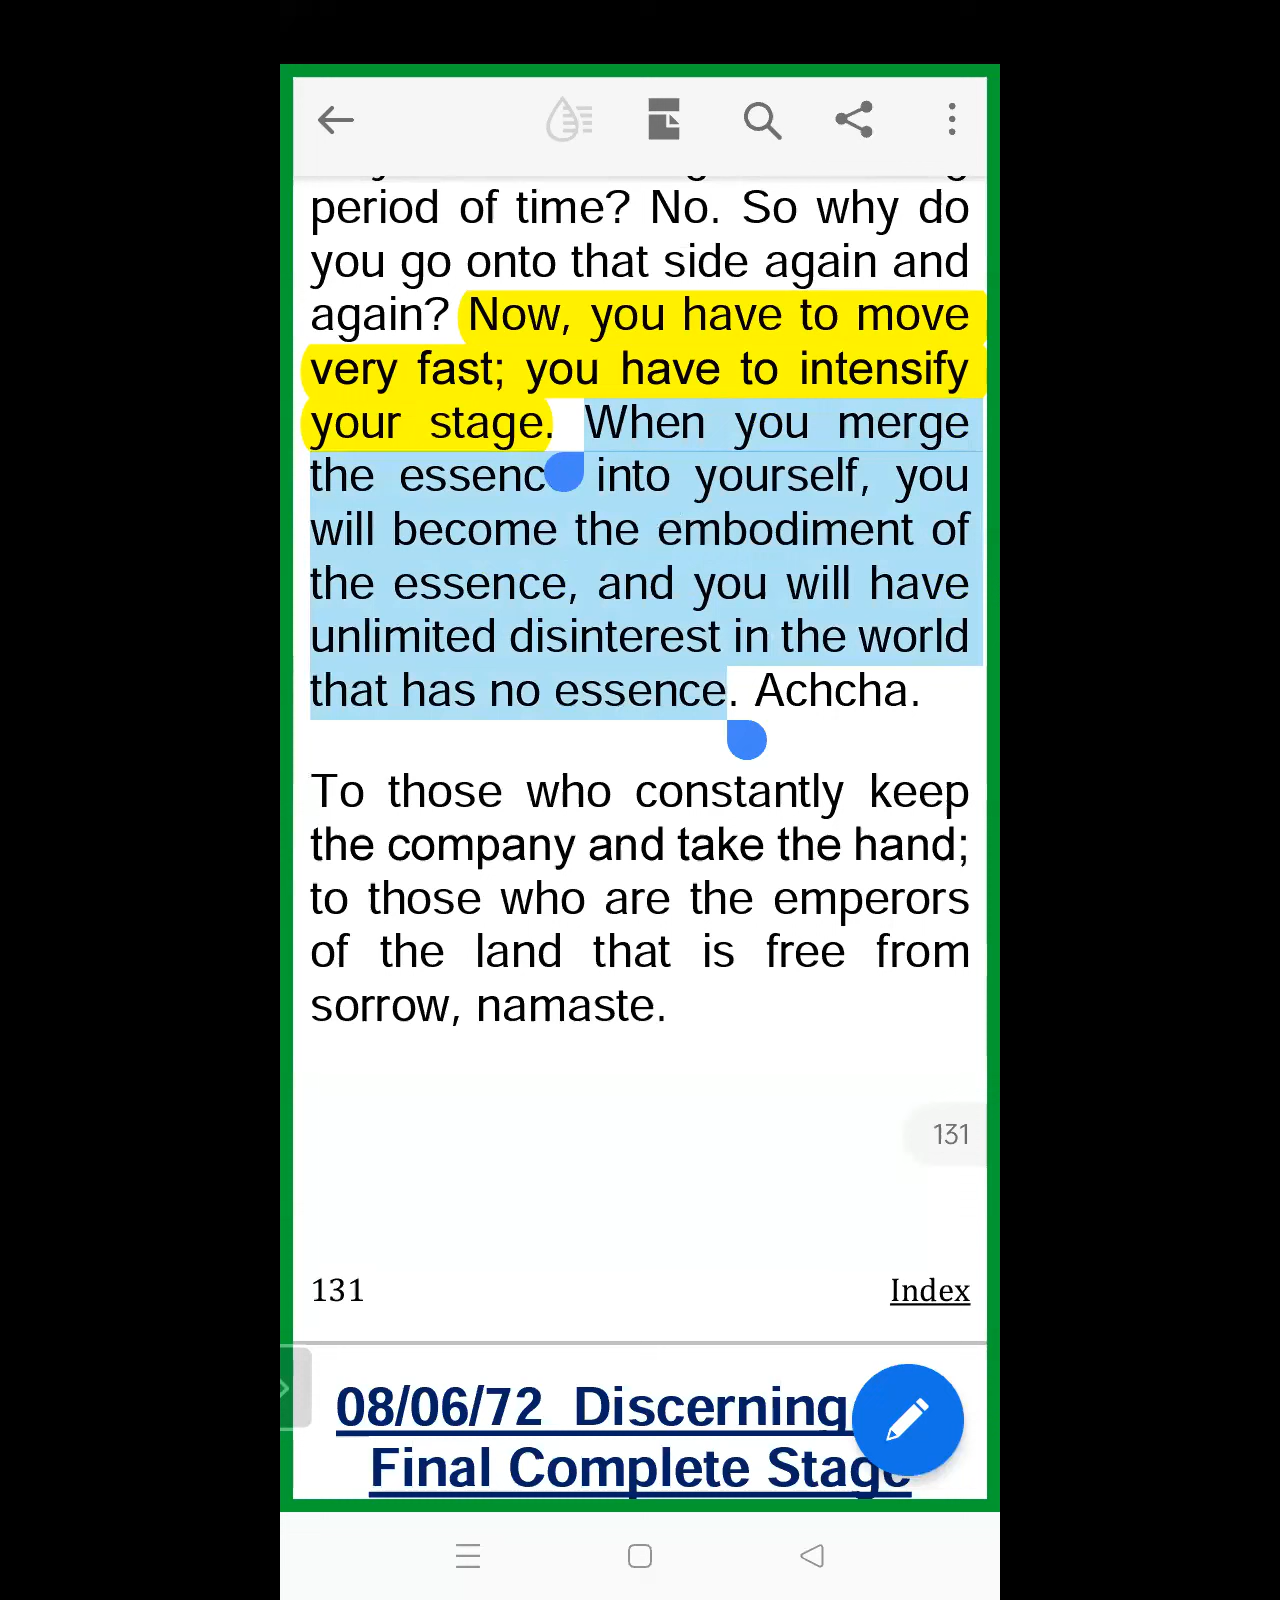 period of time? No. So why do
you go onto that side again and
again? Now, you have to move
very fast; you have to intensify
your stage. When you merge
the essenc into yourself, you
will become the embodiment of
the essence, and you will have
unlimited disinterest in the world
that has no essence. Achcha.
To those who constantly keep
the company and take the hand;
to those who are the emperors
of the land that is free from
sorrow, namaste.
131
131 Index
08/06/72 Discerning
Final Complete Stage